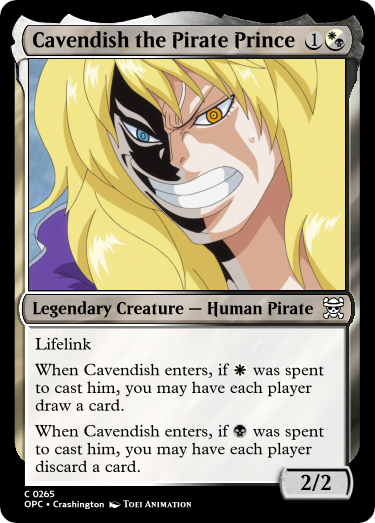 Cavendish the Pirate Prince 1
Legendary Creature — Human Pirate
Lifelink
When Cavendish enters, if was spent
to cast him, you may have each player
draw a card.
When Cavendish enters, if was spent
to cast him, you may have each player
discard a card.
2/2
C 0265
OPC • Crashington Toei Animation